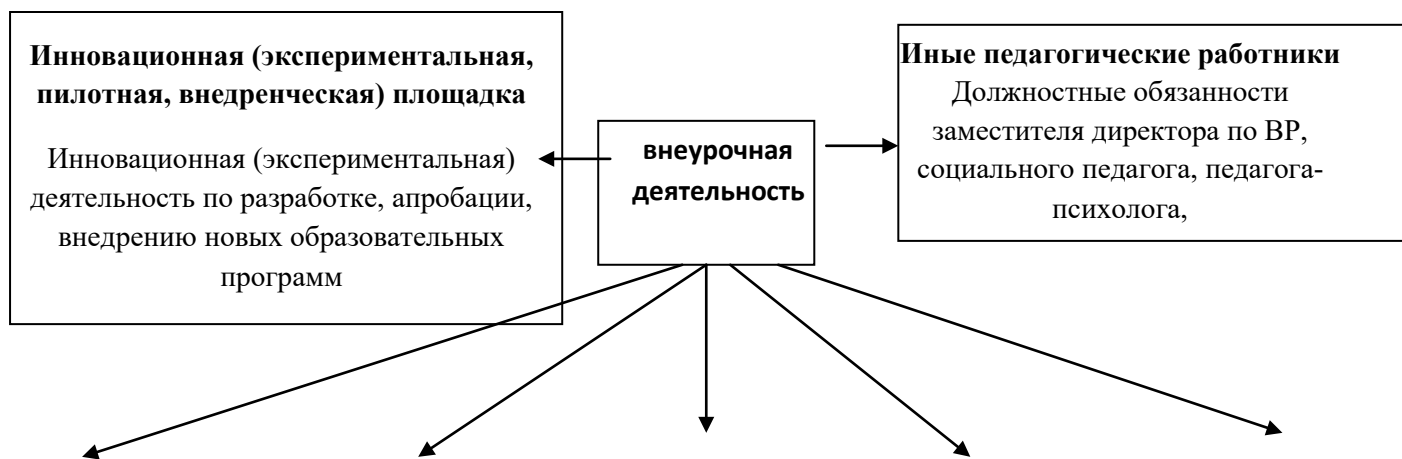 Инновационная (экспериментальная,
пилотная, внедренческая) площадка
Инновационная (экспериментальная)
деятельность по разработке, апробации,
внедрению новых образовательных
программ
внеурочная
деятельность
Иные педагогические работники
Должностные обязанности
заместителя директора по ВР,
социального педагога, педагога-
психолога,